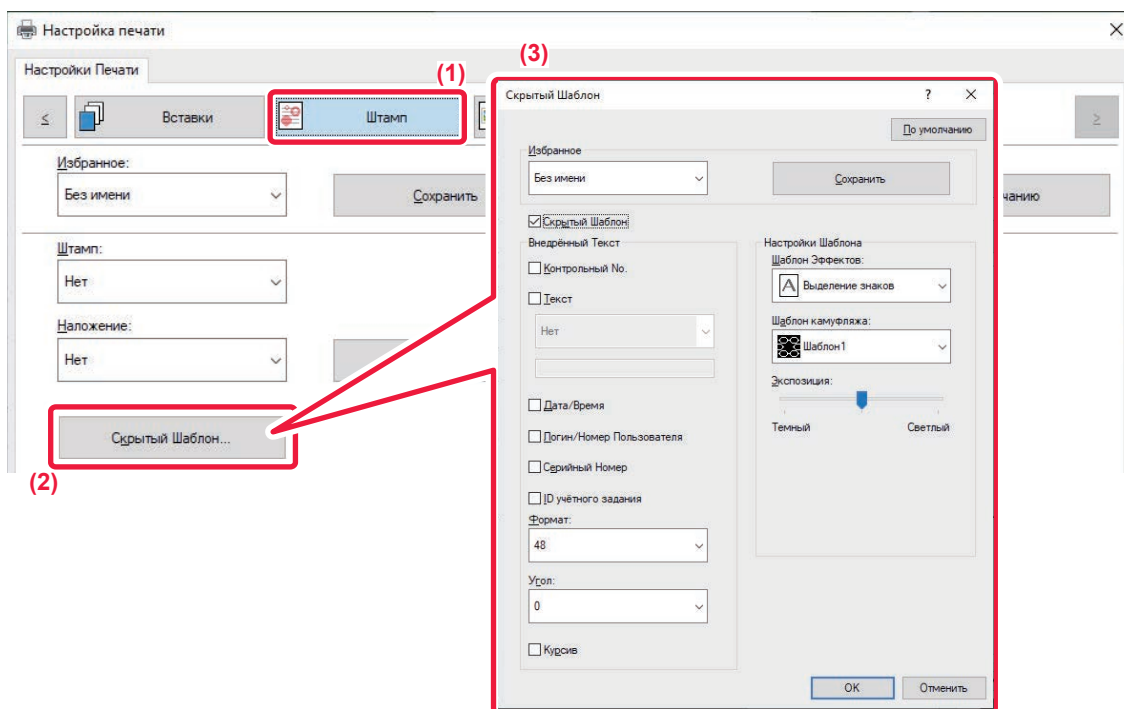 Настройка печати
Настройки Печати
(1)
(3)
≤
Вставки
Штамп
≥
Избранное:
Без имени
Сохранить
чанию
Штамп:
Нет
Наложение:
Нет
Скрытый Шаблон...
(2)
Скрытый Шаблон
?
По умолчанию
Избранное
Без имени
Сохранить
Скрытый Шаблон
Внедрённый Текст
Контрольный No.
Текст
Нет
Дата/Время
Логин/Номер Пользователя
Серийный Номер
ID учётного задания
Формат:
48
Угол:
0
Курсив
Настройки Шаблона
Шаблон Эффектов:
A
Выделение знаков
Шаблон камуфляжа:
Шаблон1
Экспозиция:
Темный Светлый
OK
Отменить